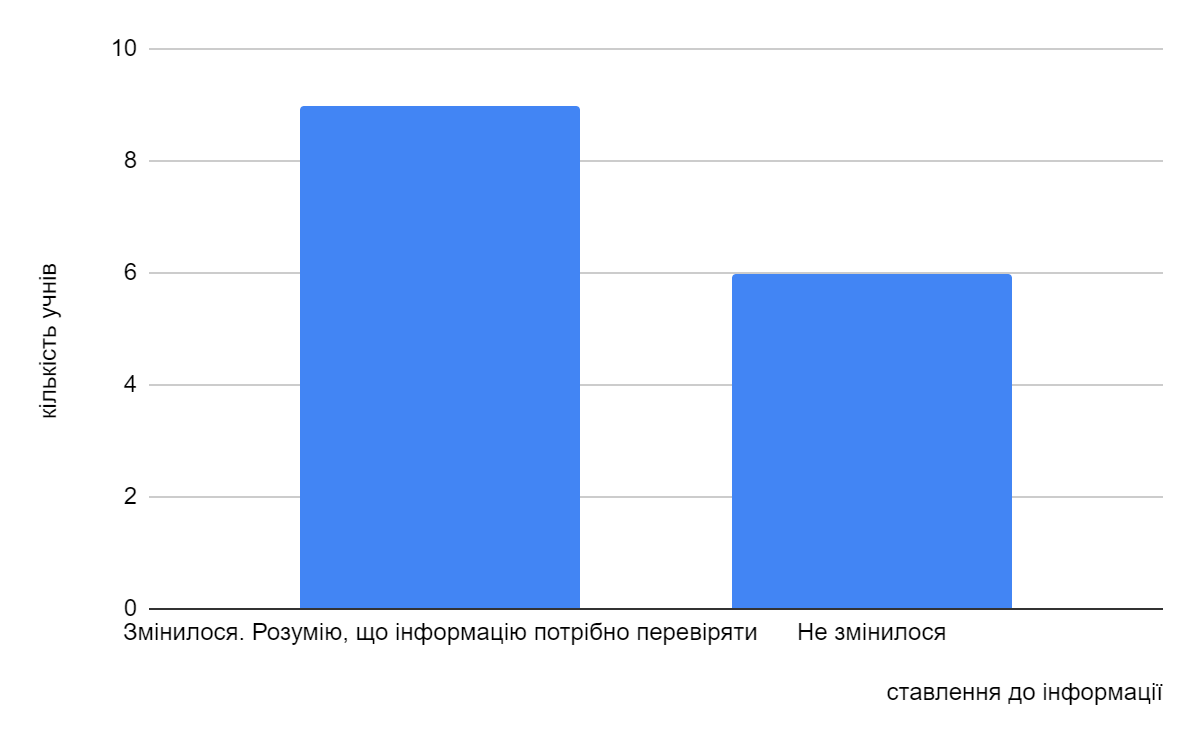 10
8
6
4
2
0
кількість учнів
Змінилося. Розумію, що інформацію потрібно перевіряти
Не змінилося
ставлення до інформації